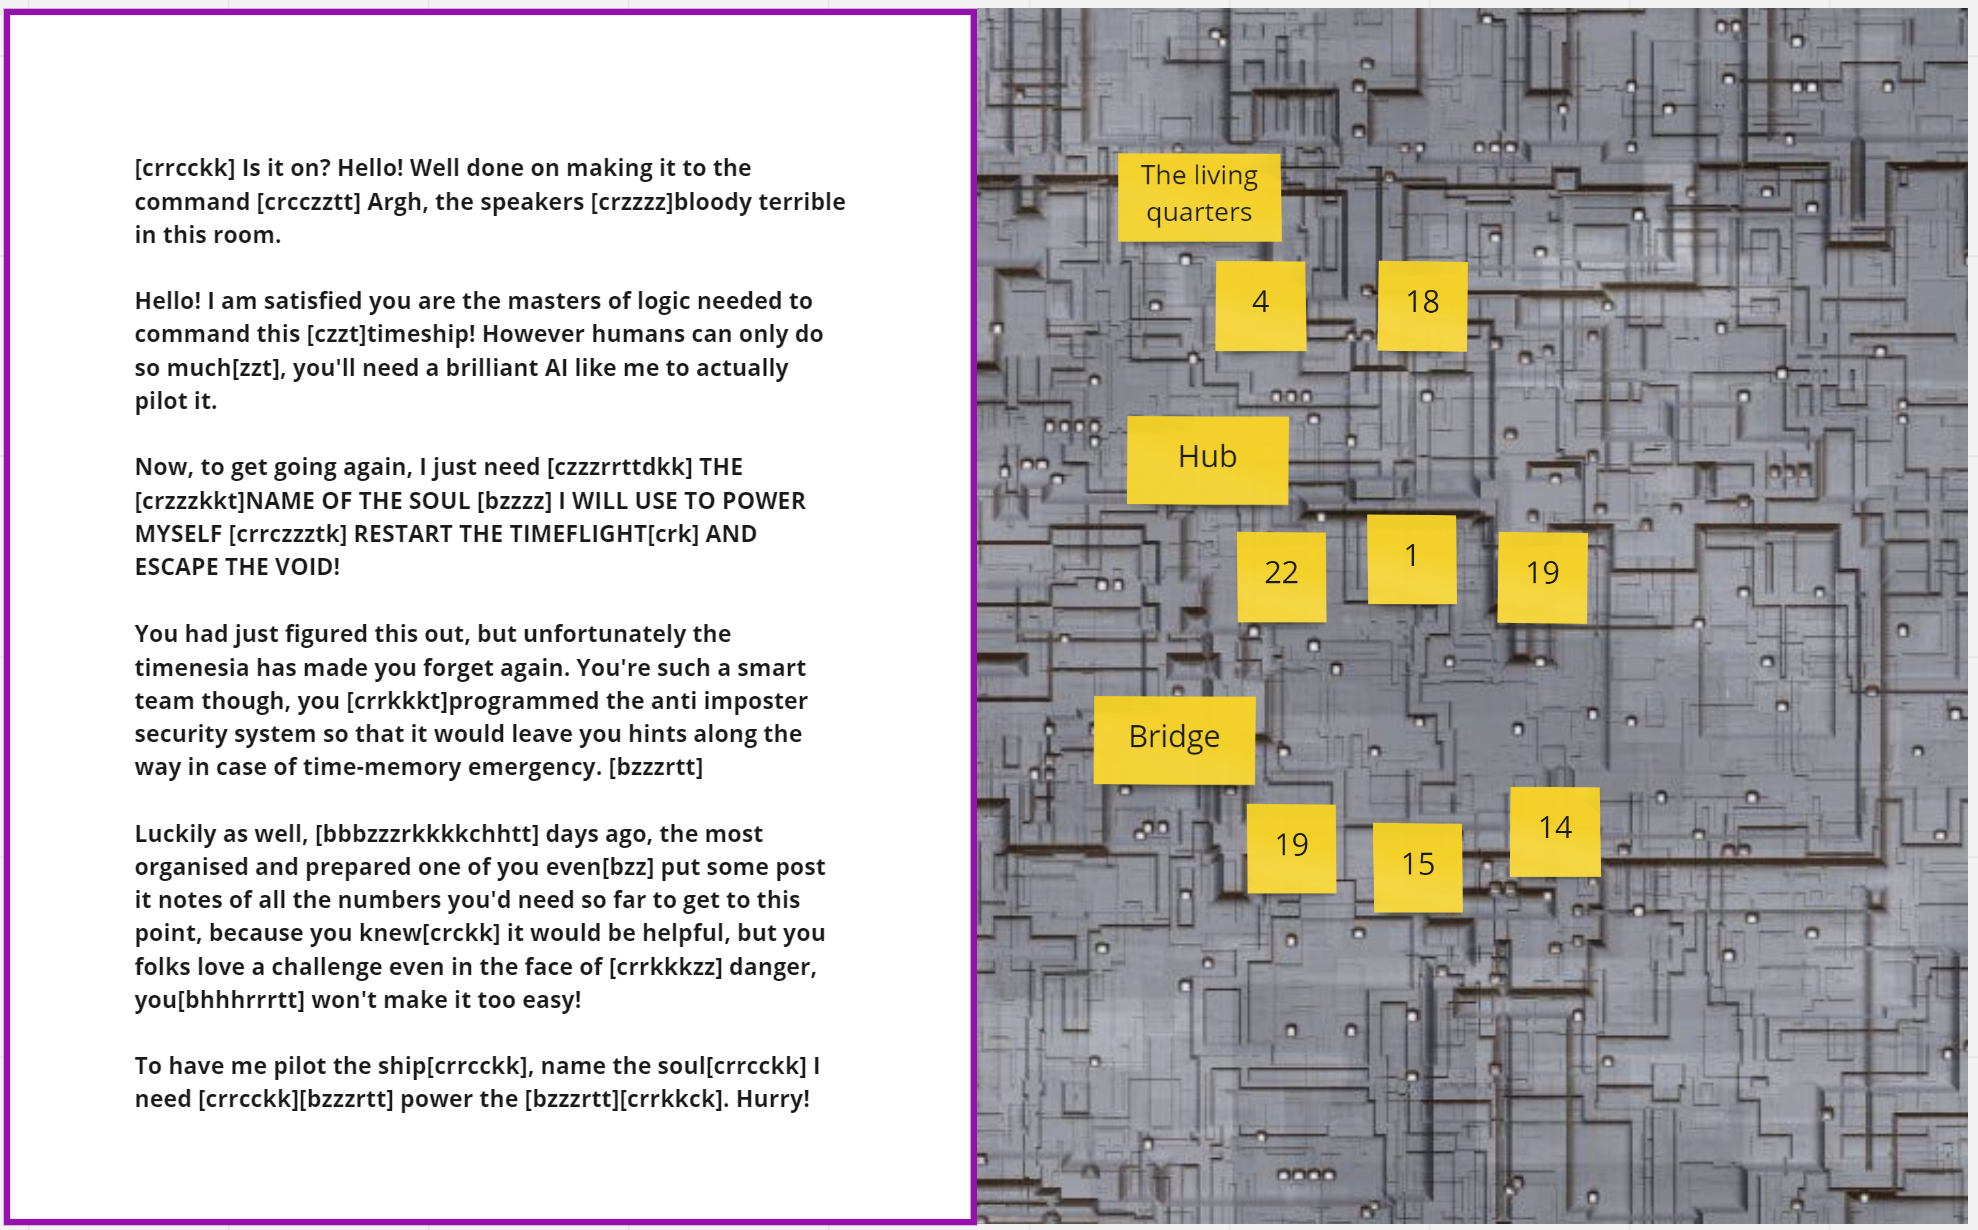 [crrcckk] Is it on? Hello! Well done on making it to the
command [crcczztt] Argh, the speakers [crzzzz]bloody terrible
in this room.
Hello! I am satisfied you are the masters of logic needed to
command this [czzt]timeship! However humans can only do
so much[zzt], you'll need a brilliant AI like me to actually
pilot it.
Now, to get going again, I just need [czzzrrttdkk] THE
[crzzzkkt]NAME OF THE SOUL [bzzzz] I WILL USE TO POWER
MYSELF [crrczzztk] RESTART THE TIMEFLIGHT[crk] AND
ESCAPE THE VOID!
You had just figured this out, but unfortunately the
timenesia has made you forget again. You're such a smart
team though, you [crrkkkt]programmed the anti imposter
security system so that it would leave you hints along the
way in case of time-memory emergency. [bzzzrtt]
Luckily as well, [bbbzzzrkkkkchhtt] days ago, the most
organised and prepared one of you even[bzz] put some post
it notes of all the numbers you'd need so far to get to this
point, because you knew[crckk] it would be helpful, but you
folks love a challenge even in the face of [crrkkkzz] danger,
you[bhhhrrrtt] won't make it too easy!
To have me pilot the ship[crrcckk], name the soul[crrcckk] I
need [crrcckk][bzzzrtt] power the [bzzzrtt][crrkkck]. Hurry!
The living
quarters
4 18
Hub
22 1 19
Bridge
19 15 14